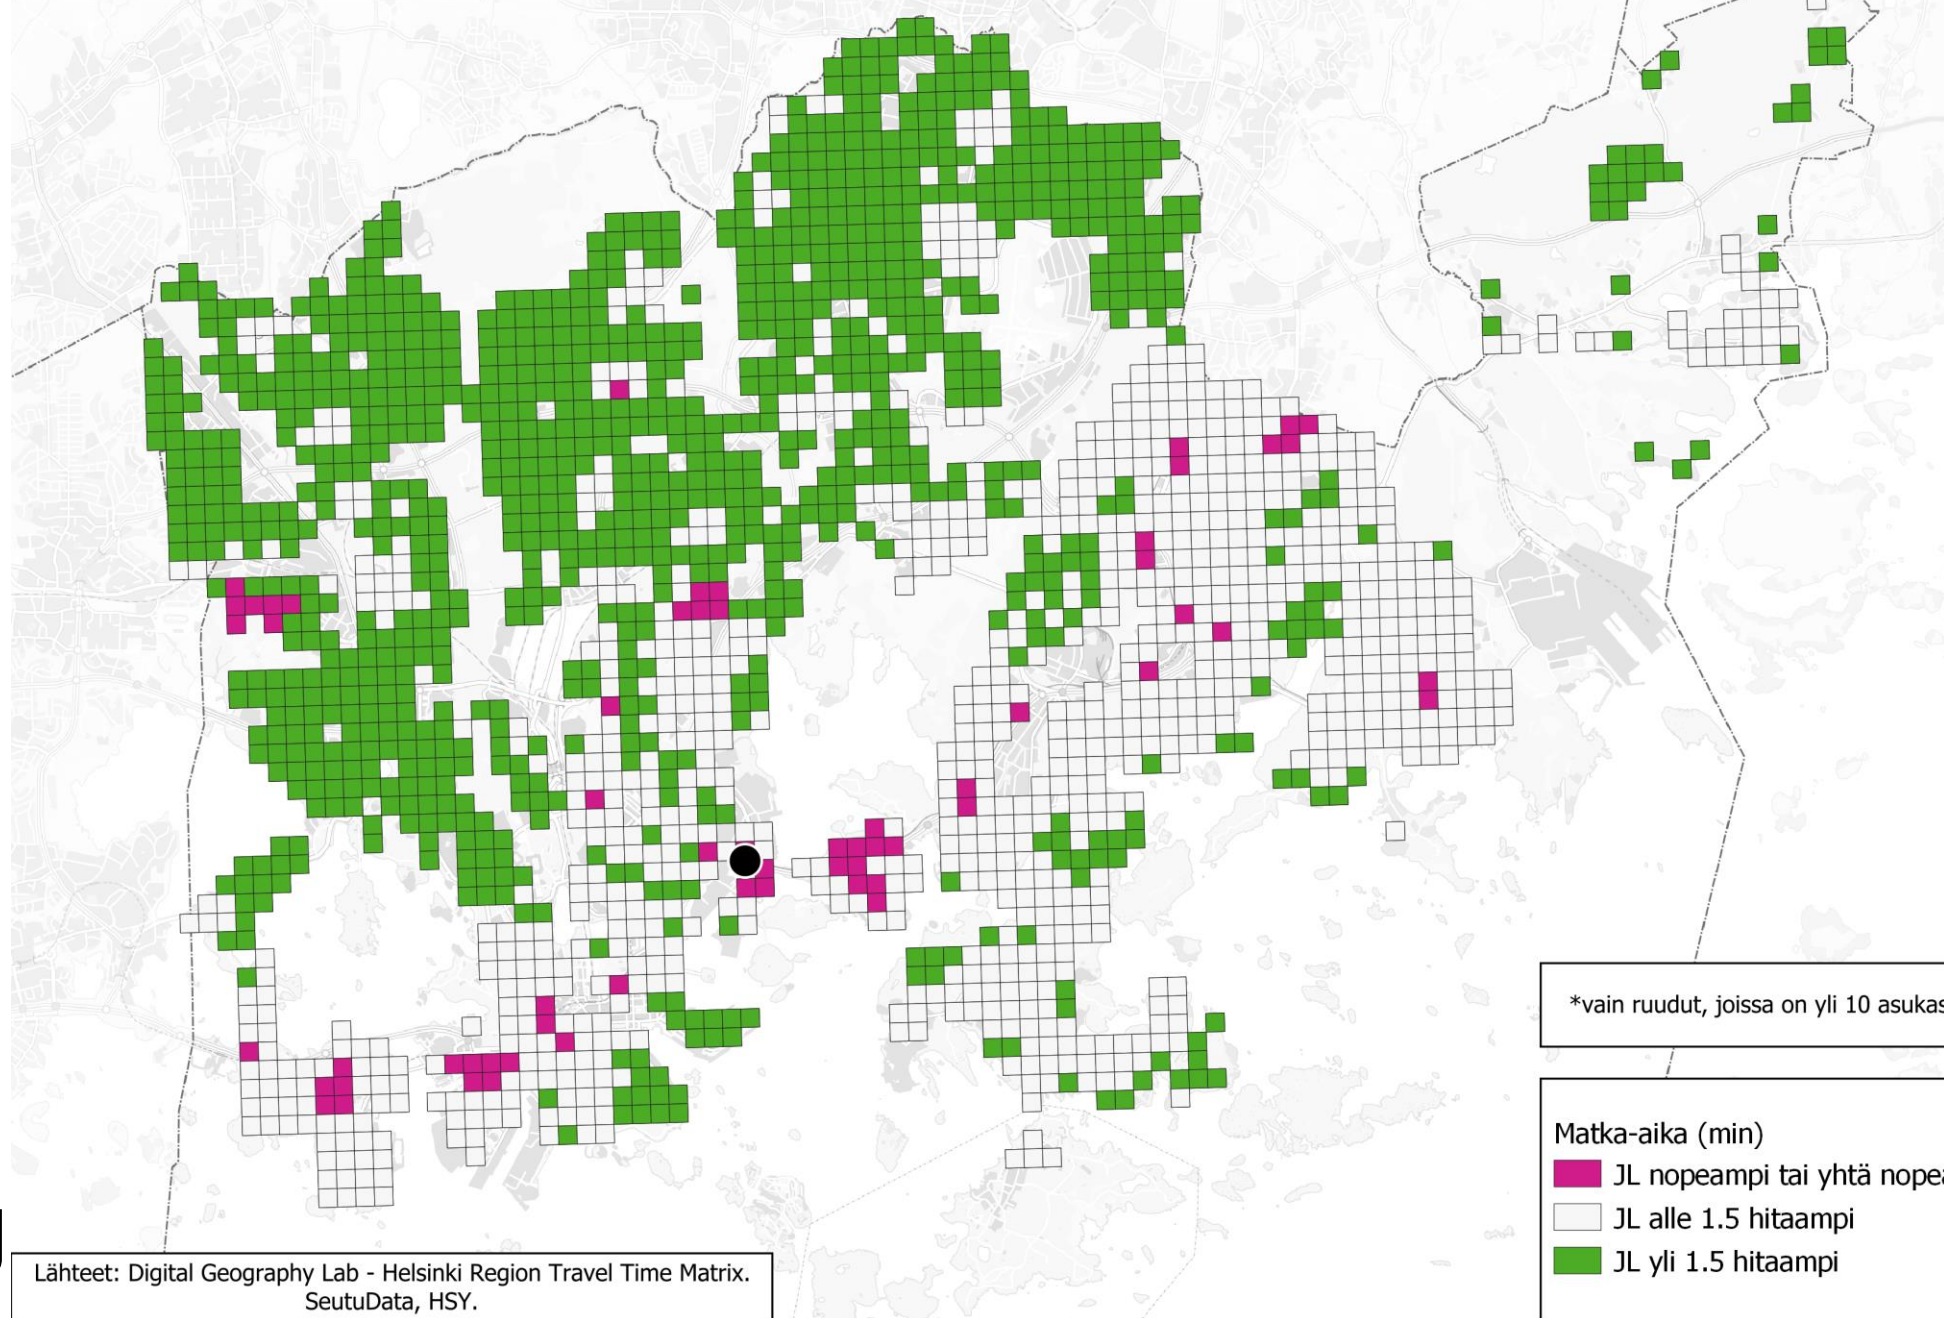 *vain ruudut, joissa on yli 10 asukas
Matka-aika (min)
JL nopeampi tai yhtä nopea
JL alle 1.5 hitaampi
JL yli 1.5 hitaampi
Lähteet: Digital Geography Lab - Helsinki Region Travel Time Matrix.
SeutuData, HSY.